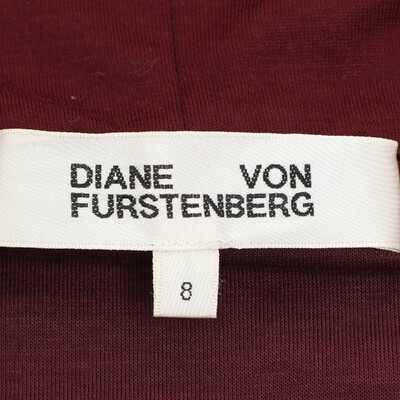 DIANE VON
FURSTENBERG
8